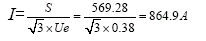 I= S / √3×Ue = 569.28 / √3×0.38 = 864.9A